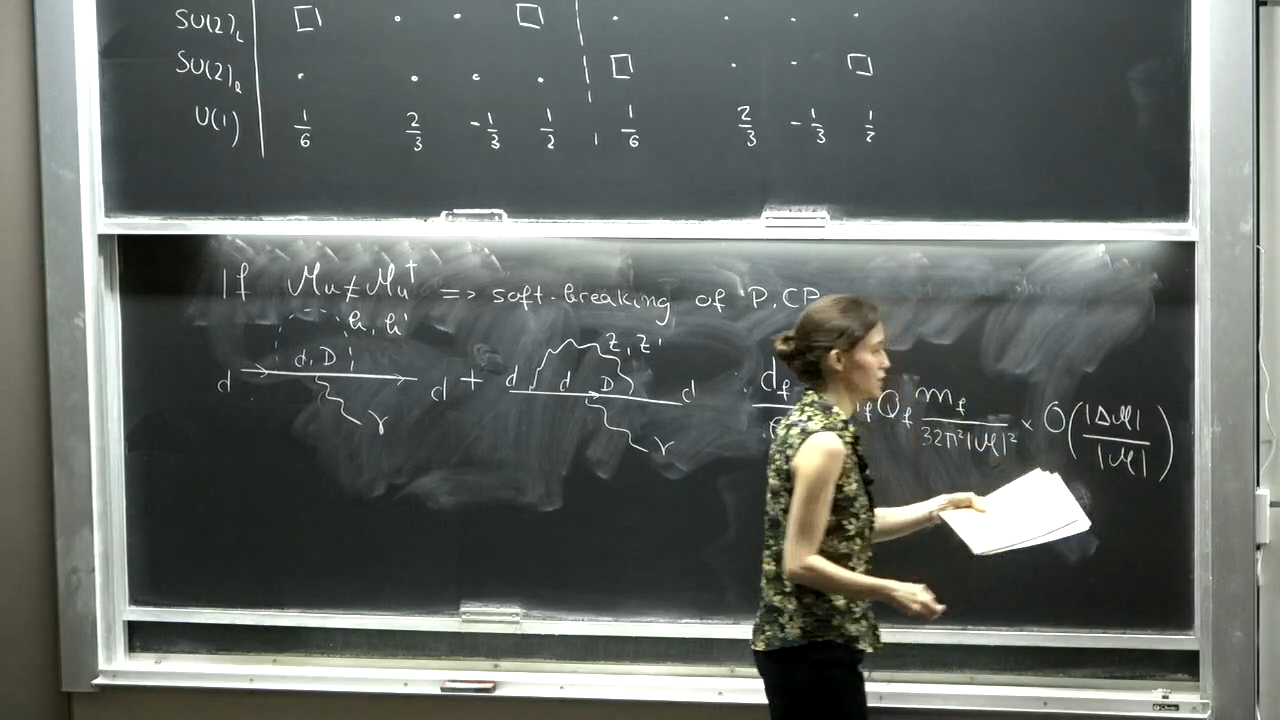 SU(2)_L □ · · □ | · · · ·
SU(2)_R · · · · | □ · · □
U(1) 1/6 2/3 -1/3 1/2 | 1/6 2/3 -1/3 1/2
If 𝓜_u ≠ 𝓜_u† => soft-breaking of P, CP
h, h'
d d, D d + d d D d Z, Z'
γ γ
d_f Q_f m_f/32π²|𝓜|² × O(|Δ𝓜|/|𝓜|)